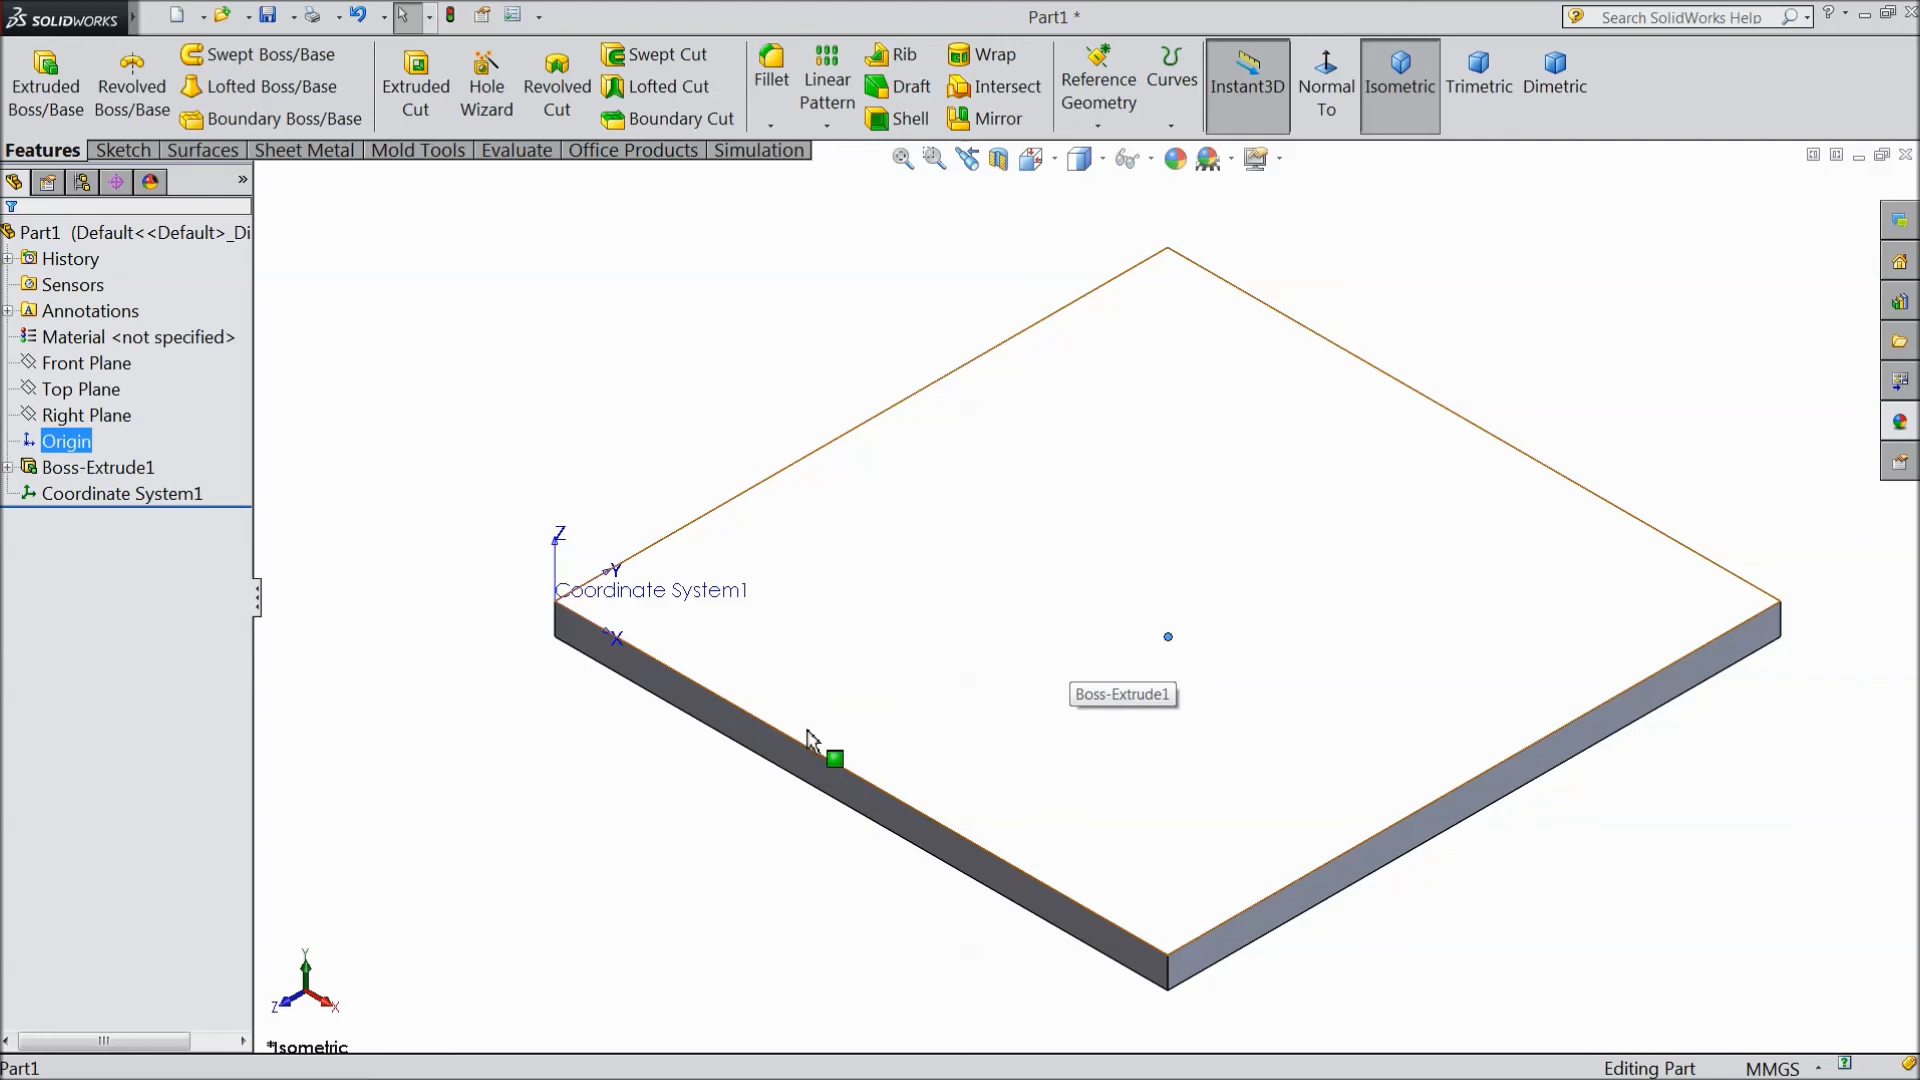 SOLIDWORKS
Part1 *
Search SolidWorks Help
Extruded Boss/Base
Revolved Boss/Base
Swept Boss/Base
Lofted Boss/Base
Boundary Boss/Base
Extruded Cut
Hole Wizard
Revolved Cut
Swept Cut
Lofted Cut
Boundary Cut
Fillet
Linear Pattern
Rib
Draft
Shell
Wrap
Intersect
Mirror
Reference Geometry
Curves
Instant3D
Normal To
Isometric
Trimetric
Dimetric
Features
Sketch
Surfaces
Sheet Metal
Mold Tools
Evaluate
Office Products
Simulation
Part1 (Default<<Default>_Di
History
Sensors
Annotations
Material <not specified>
Front Plane
Top Plane
Right Plane
Origin
Boss-Extrude1
Coordinate System1
Z
Y
Coordinate System1
X
Boss-Extrude1
Y
Z
X
*Isometric
Part1
Editing Part
MMGS